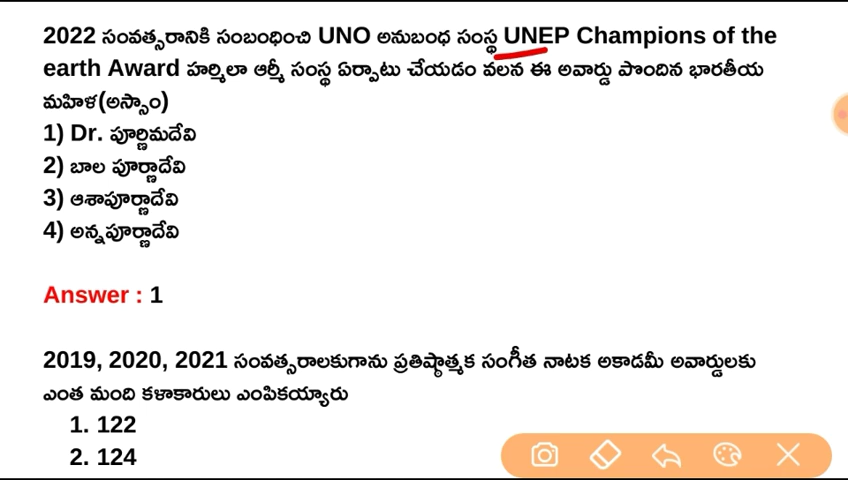 2022 సంవత్సరానికి సంబంధించి UNO అనుబంధ సంస్థ UNEP Champions of the
earth Award హర్మిలా ఆర్మీ సంస్థ ఏర్పాటు చేయడం వలన ఈ అవార్డు పొందిన భారతీయ
మహిళ(అస్సాం)
1) Dr. పూర్ణిమదేవి
2) బాల పూర్ణాదేవి
3) ఆశాపూర్ణాదేవి
4) అన్నపూర్ణాదేవి
Answer : 1
2019, 2020, 2021 సంవత్సరాలకుగాను ప్రతిష్ఠాత్మక సంగీత నాటక అకాడమీ అవార్డులకు
ఎంత మంది కళాకారులు ఎంపికయ్యారు
1. 122
2. 124